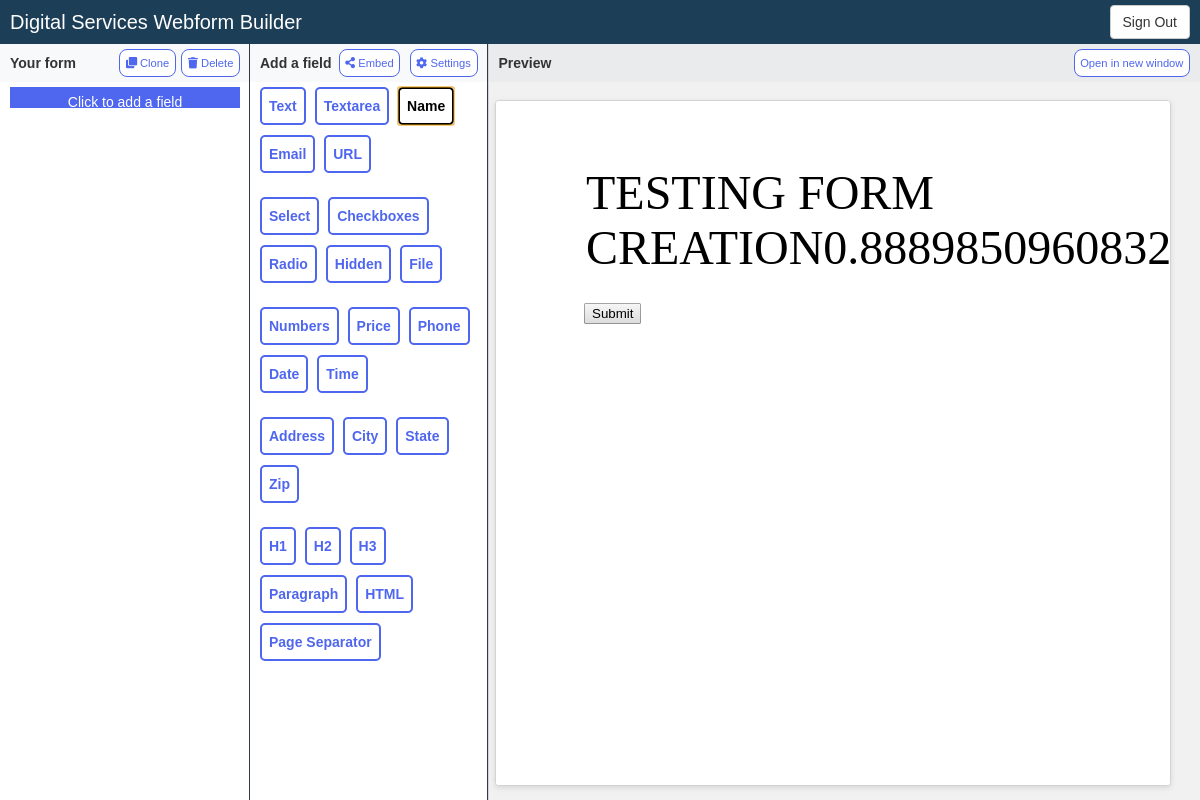 Digital Services Webform Builder
Sign Out
Your form
Clone
Delete
Add a field
Embed
Settings
Preview
Open in new window
Click to add a field
Text
Textarea
Name
Email
URL
Select
Checkboxes
Radio
Hidden
File
Numbers
Price
Phone
Date
Time
Address
City
State
Zip
H1
H2
H3
Paragraph
HTML
Page Separator
TESTING FORM
CREATION0.8889850960832
Submit